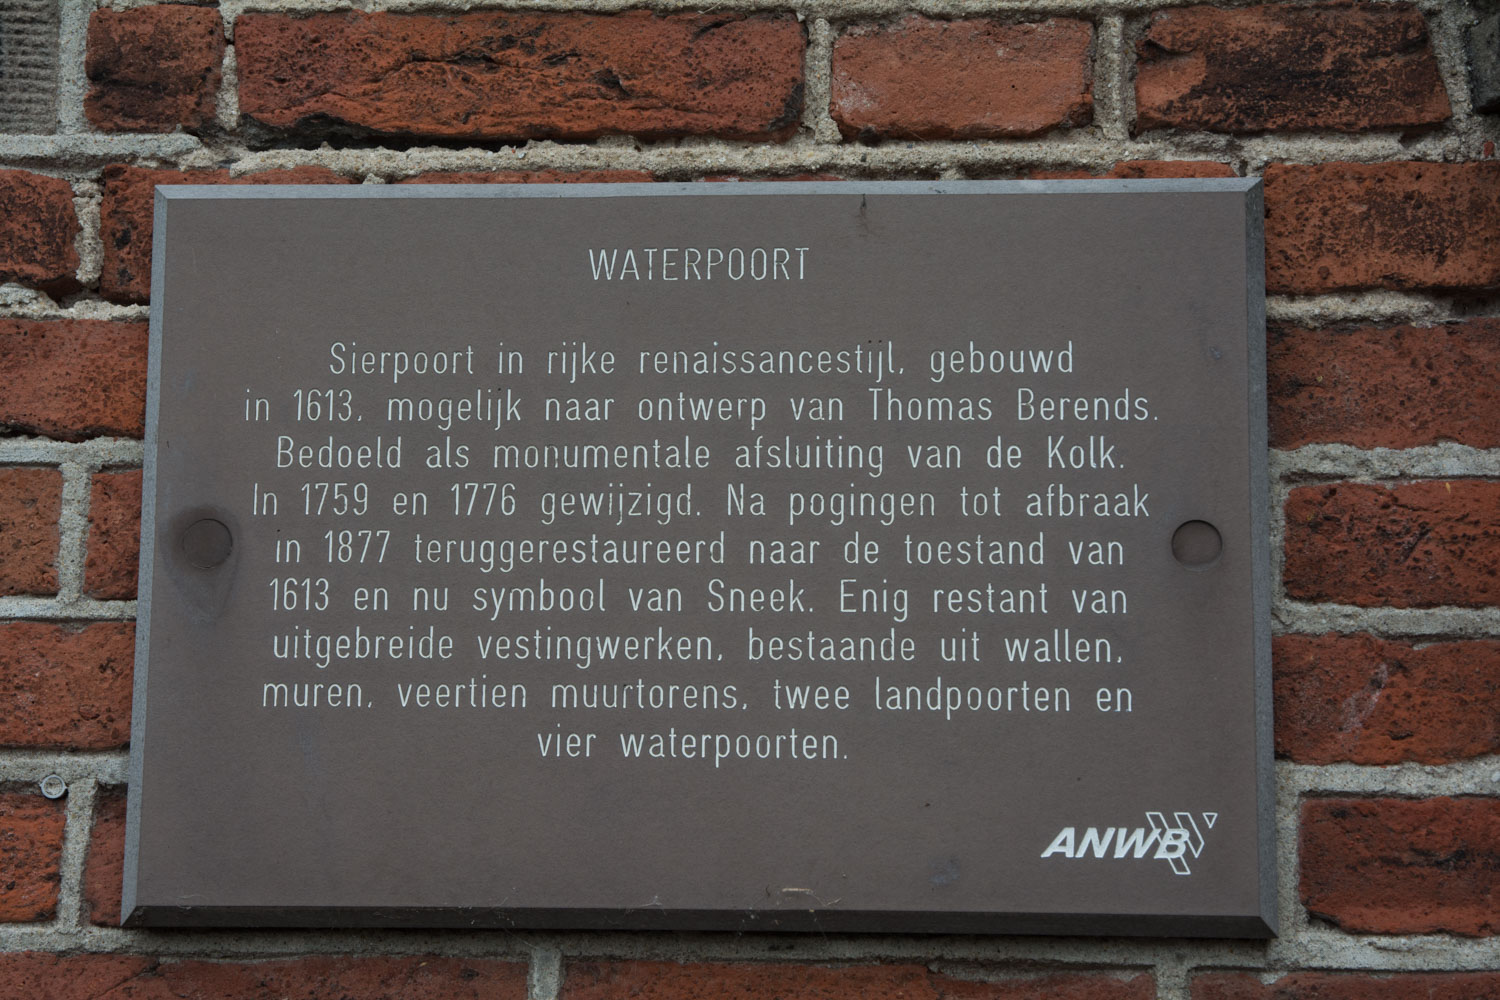 WATERPOORT
Sierpoort in rijke renaissancestijl, gebouwd
in 1613, mogelijk naar ontwerp van Thomas Berends.
Bedoeld als monumentale afsluiting van de Kolk.
In 1759 en 1776 gewijzigd. Na pogingen tot afbraak
in 1877 teruggerestaureerd naar de toestand van
1613 en nu symbool van Sneek. Enig restant van
uitgebreide vestingwerken, bestaande uit wallen,
muren, veertien muurtorens, twee landpoorten en
vier waterpoorten.
ANWB